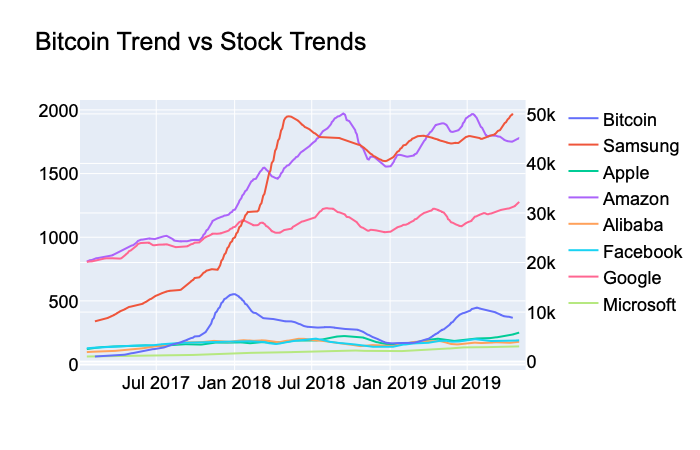 Bitcoin Trend vs Stock Trends
2000
1500
1000
500
0
50k
40k
30k
20k
10k
0
Jul 2017
Jan 2018
Jul 2018
Jan 2019
Jul 2019
Bitcoin
Samsung
Apple
Amazon
Alibaba
Facebook
Google
Microsoft